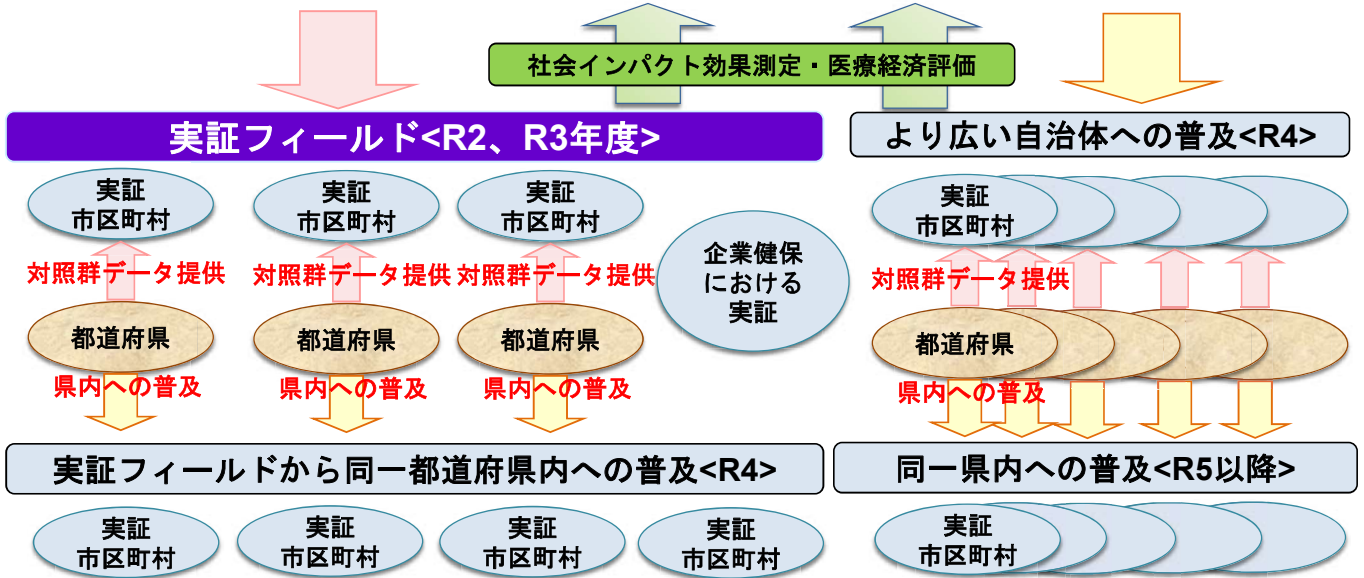 社会インパクト効果測定・医療経済評価
実証フィールド<R2、R3年度>
より広い自治体への普及<R4>
実証
市区町村
実証
市区町村
実証
市区町村
企業健保
における
実証
実証
市区町村
対照群データ提供
対照群データ提供
対照群データ提供
対照群データ提供
都道府県
都道府県
都道府県
都道府県
県内への普及
県内への普及
県内への普及
県内への普及
実証フィールドから同一都道府県内への普及<R4>
同一県内への普及<R5以降>
実証
市区町村
実証
市区町村
実証
市区町村
実証
市区町村
実証
市区町村